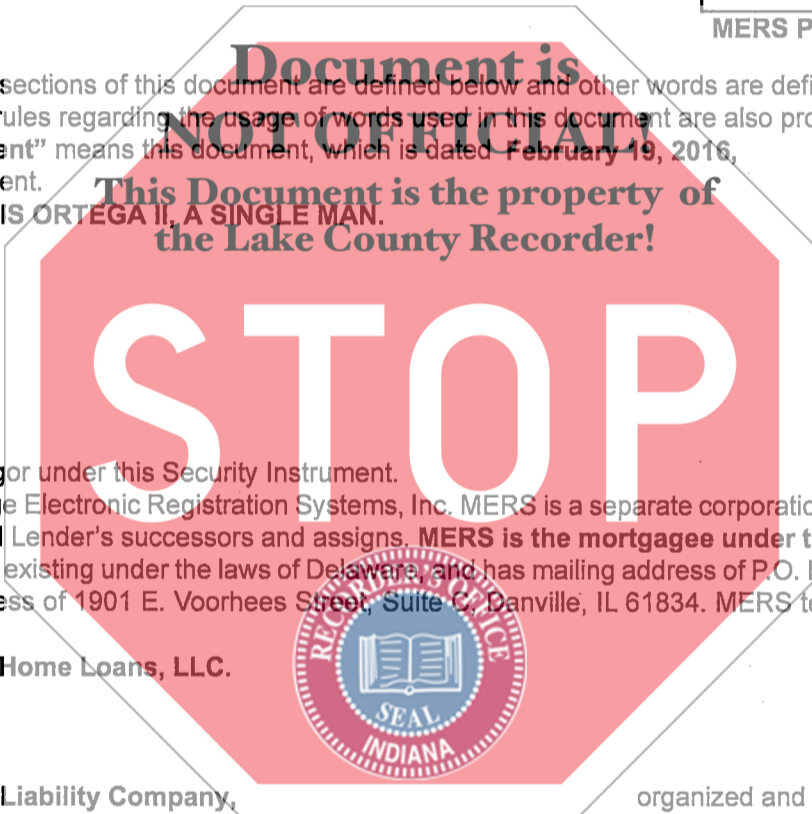 MERS P
Document is
sections of this document are defined below and other words are defi
ules regarding the usage of words used in this document are also pro
NOT OFFICIAL!
ent” means this document, which is dated February 19, 2016,
ent.
This Document is the property of
IS ORTEGA II, A SINGLE MAN.
the Lake County Recorder!
STOP
gor under this Security Instrument.
e Electronic Registration Systems, Inc. MERS is a separate corporatio
Lender's successors and assigns. MERS is the mortgagee under t
existing under the laws of Delaware, and has mailing address of P.O.
ess of 1901 E. Voorhees Street, Suite C, Danville, IL 61834. MERS te
RECORDER'S OFFICE
Home Loans, LLC.
SEAL
INDIANA
Liability Company,
organized and